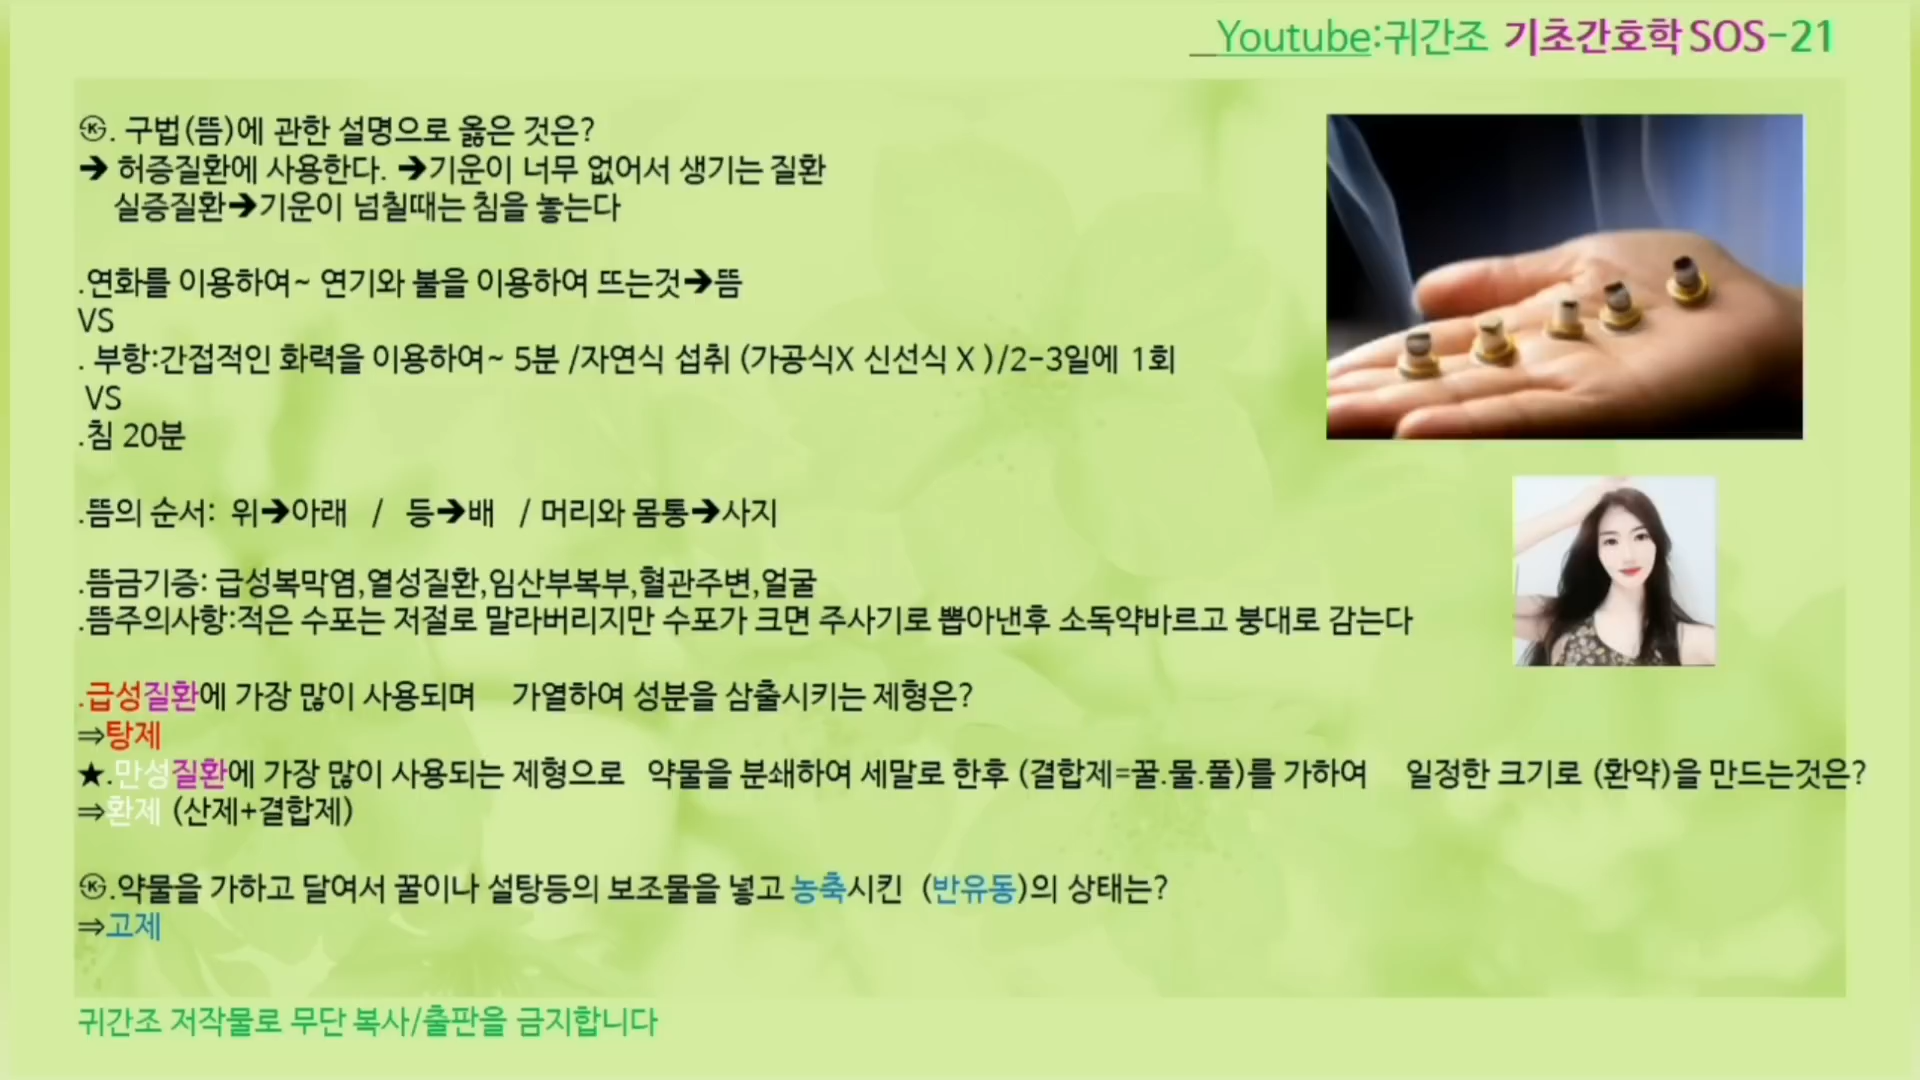 __Youtube:귀간조 기초간호학 SOS-21
㉿. 구법(뜸)에 관한 설명으로 옳은 것은?
➔ 허증질환에 사용한다. ➔기운이 너무 없어서 생기는 질환
실증질환➔기운이 넘칠때는 침을 놓는다
.연화를 이용하여~ 연기와 불을 이용하여 뜨는것➔뜸
VS
. 부항:간접적인 화력을 이용하여~ 5분 /자연식 섭취 (가공식X 신선식 X )/2-3일에 1회
VS
.침 20분
.뜸의 순서: 위➔아래 / 등➔배 / 머리와 몸통➔사지
.뜸금기증: 급성복막염,열성질환,임산부복부,혈관주변,얼굴
.뜸주의사항:적은 수포는 저절로 말라버리지만 수포가 크면 주사기로 뽑아낸후 소독약바르고 붕대로 감는다
.급성질환에 가장 많이 사용되며 가열하여 성분을 삼출시키는 제형은?
⇒탕제
★.만성질환에 가장 많이 사용되는 제형으로 약물을 분쇄하여 세말로 한후 (결합제=꿀.물.풀)를 가하여 일정한 크기로 (환약)을 만드는것은?
⇒환제 (산제+결합제)
㉿.약물을 가하고 달여서 꿀이나 설탕등의 보조물을 넣고 농축시킨 (반유동)의 상태는?
⇒고제
귀간조 저작물로 무단 복사/출판을 금지합니다